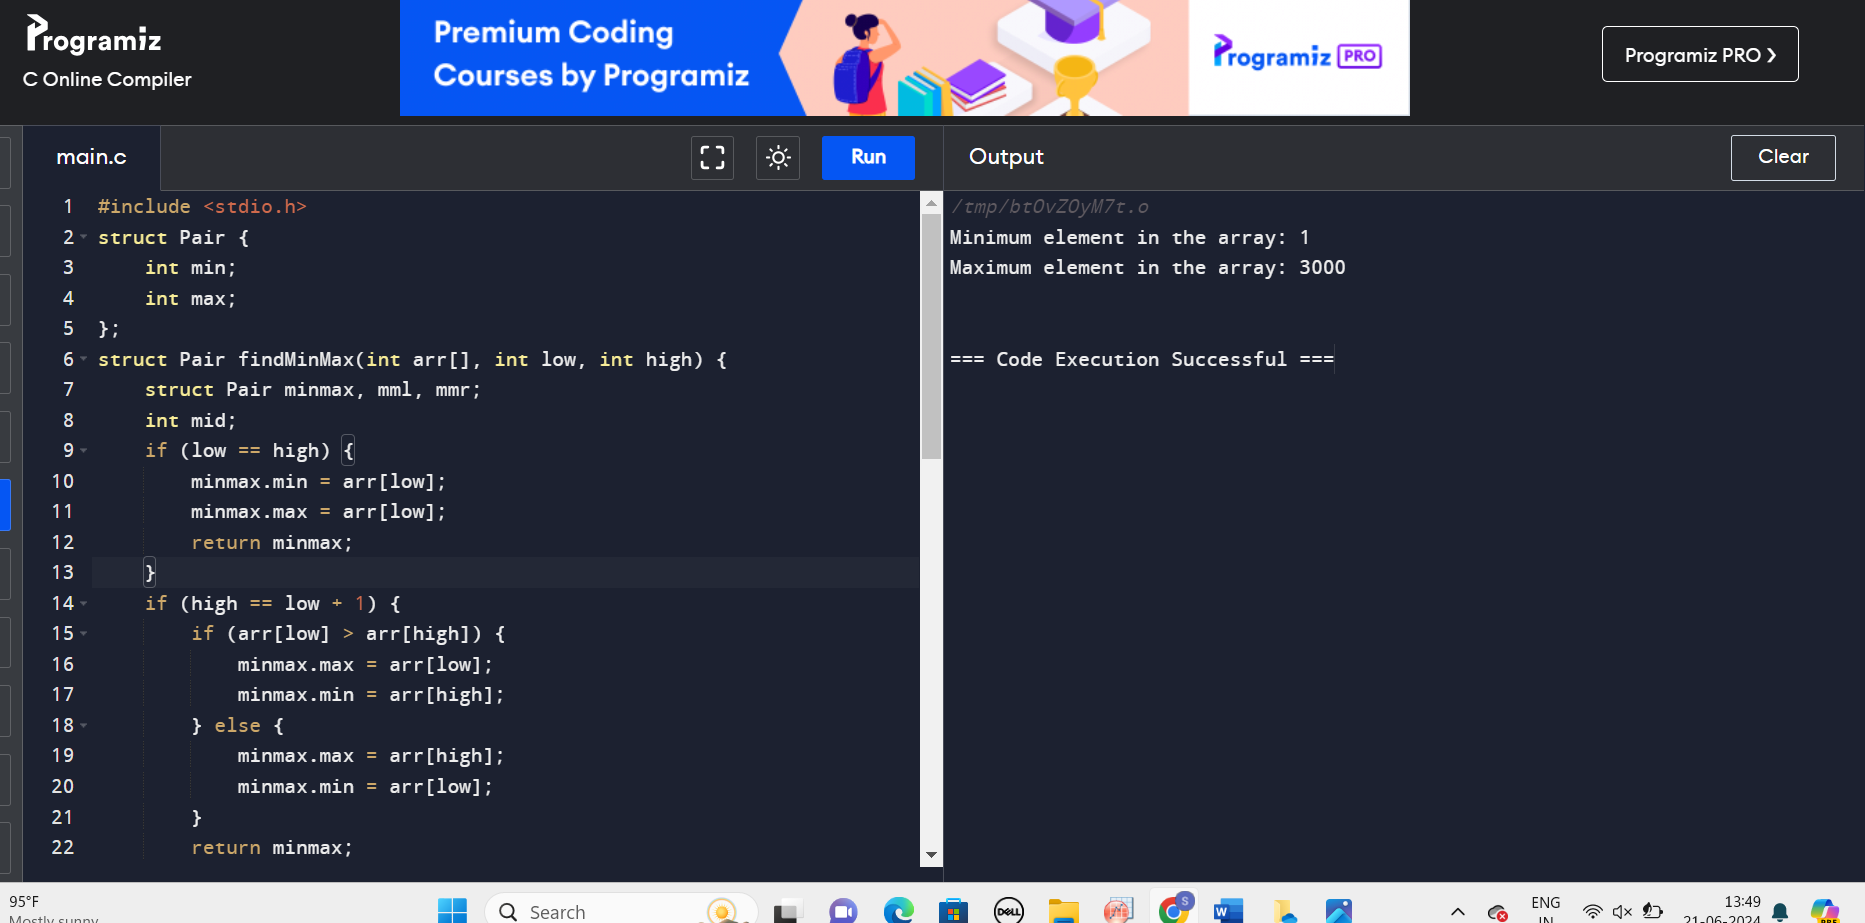 Programiz
C Online Compiler
Premium Coding
Courses by Programiz
Programiz PRO
Programiz PRO ❯
main.c
Run
Output
Clear
1 #include <stdio.h>
2 struct Pair {
3     int min;
4     int max;
5 };
6 struct Pair findMinMax(int arr[], int low, int high) {
7     struct Pair minmax, mml, mmr;
8     int mid;
9     if (low == high) {
10         minmax.min = arr[low];
11         minmax.max = arr[low];
12         return minmax;
13     }
14     if (high == low + 1) {
15         if (arr[low] > arr[high]) {
16             minmax.max = arr[low];
17             minmax.min = arr[high];
18         } else {
19             minmax.max = arr[high];
20             minmax.min = arr[low];
21         }
22         return minmax;
/tmp/btOvZOyM7t.o
Minimum element in the array: 1
Maximum element in the array: 3000
=== Code Execution Successful ===
95°F
Mostly sunny
Search
DELL
S
W
PRE
ENG
IN
13:49
21-06-2024